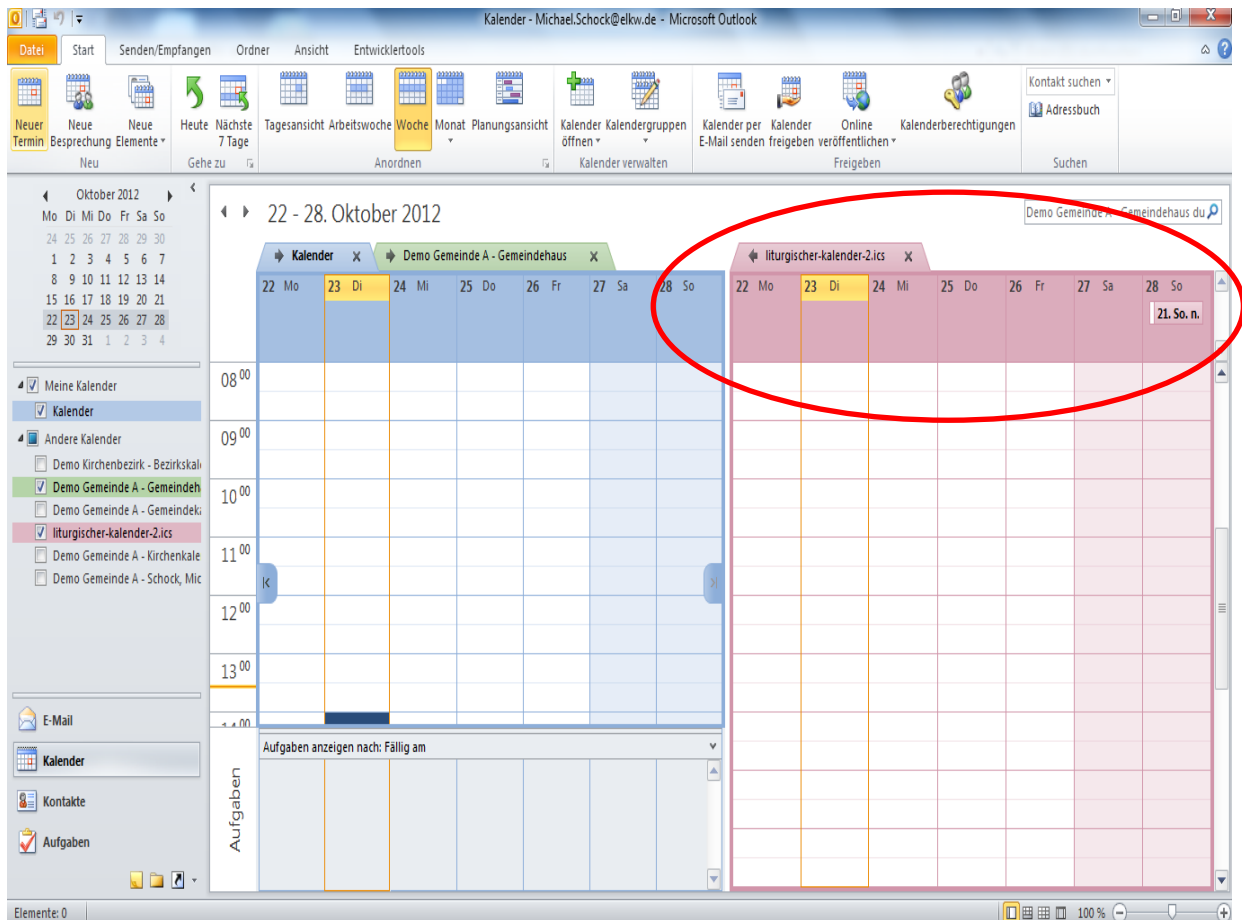 Kalender - Michael.Schock@elkw.de - Microsoft Outlook
Datei Start Senden/Empfangen Ordner Ansicht Entwicklertools
Neuer Termin
Neue Besprechung
Neue Elemente
Heute
Nächste 7 Tage
Tagesansicht Arbeitswoche Woche Monat Planungsansicht
Kalender öffnen
Kalendergruppen
Kalender per E-Mail senden
Kalender freigeben
Online veröffentlichen
Kalenderberechtigungen
Kontakt suchen
Adressbuch
Neu Gehe zu Anordnen Kalender verwalten Freigeben Suchen
Oktober 2012
Mo Di Mi Do Fr Sa So
24 25 26 27 28 29 30
1 2 3 4 5 6 7
8 9 10 11 12 13 14
15 16 17 18 19 20 21
22 23 24 25 26 27 28
29 30 31 1 2 3 4
Meine Kalender
Kalender
Andere Kalender
Demo Kirchenbezirk - Bezirkskal
Demo Gemeinde A - Gemeindeh
Demo Gemeinde A - Gemeindek
liturgischer-kalender-2.ics
Demo Gemeinde A - Kirchenkale
Demo Gemeinde A - Schock, Mic
E-Mail
Kalender
Kontakte
Aufgaben
22 - 28. Oktober 2012
Demo Gemeinde A - Gemeindehaus du
Kalender x Demo Gemeinde A - Gemeindehaus x liturgischer-kalender-2.ics x
22 Mo 23 Di 24 Mi 25 Do 26 Fr 27 Sa 28 So
22 Mo 23 Di 24 Mi 25 Do 26 Fr 27 Sa 28 So
21. So. n.
08 00
09 00
10 00
11 00
12 00
13 00
Aufgaben anzeigen nach: Fällig am
Aufgaben
Elemente: 0
100 %